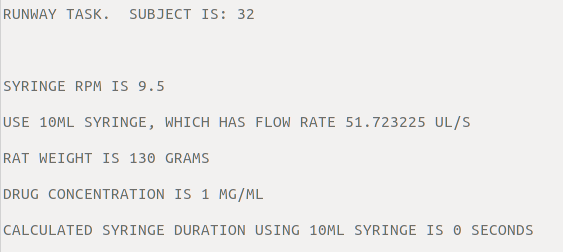 RUNWAY TASK.  SUBJECT IS: 32
SYRINGE RPM IS 9.5
USE 10ML SYRINGE, WHICH HAS FLOW RATE 51.723225 UL/S
RAT WEIGHT IS 130 GRAMS
DRUG CONCENTRATION IS 1 MG/ML
CALCULATED SYRINGE DURATION USING 10ML SYRINGE IS 0 SECONDS